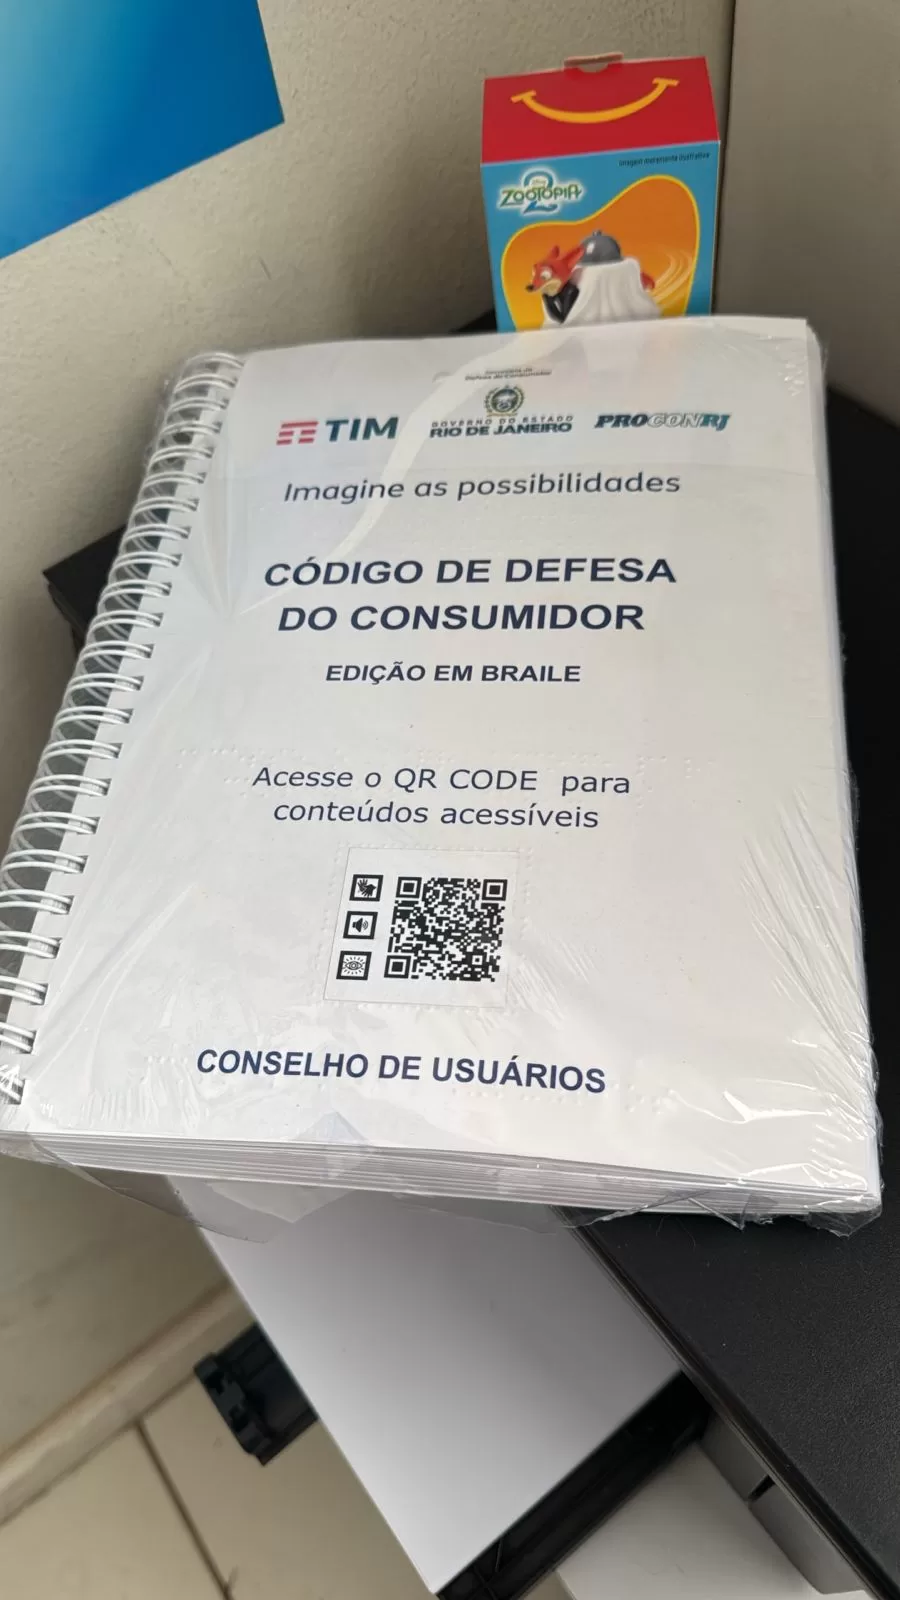 Imagem meramente ilustrativa
Disney
ZOOTOPIA
2
Secretaria de
Defesa do Consumidor
TIM
GOVERNO DO ESTADO
RIO DE JANEIRO
PROCONRJ
Imagine as possibilidades
CÓDIGO DE DEFESA
DO CONSUMIDOR
EDIÇÃO EM BRAILE
Acesse o QR CODE para
conteúdos acessíveis
CONSELHO DE USUÁRIOS